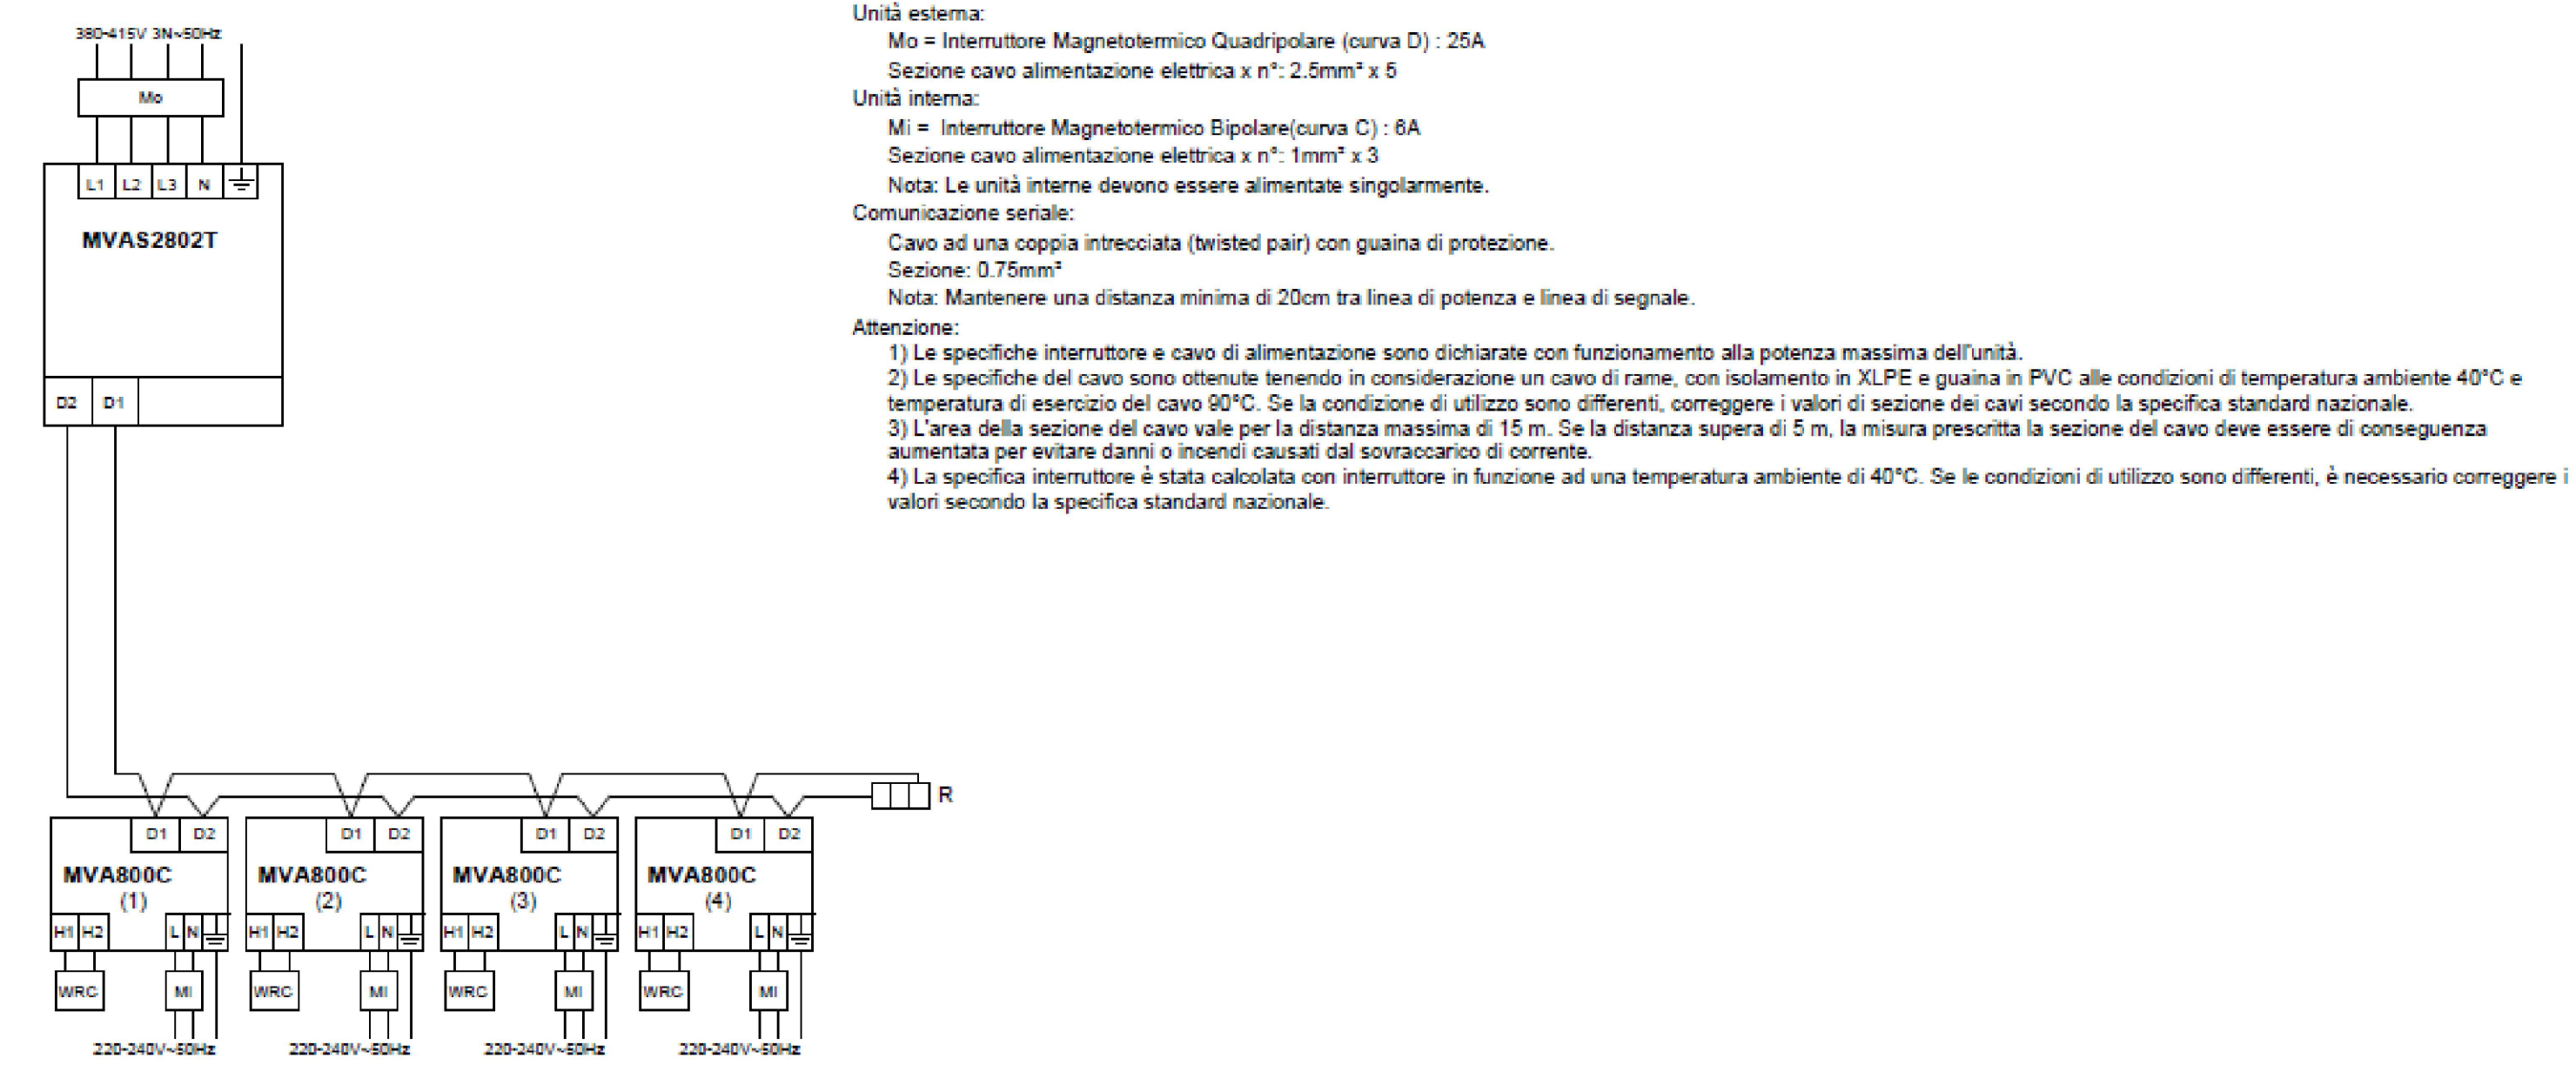 380-415V 3N~50Hz
Mo
L1 L2 L3 N
MVAS2802T
D2 D1
Unità esterna:
Mo = Interruttore Magnetotermico Quadripolare (curva D) : 25A
Sezione cavo alimentazione elettrica x n°: 2.5mm² x 5
Unità interna:
Mi = Interruttore Magnetotermico Bipolare(curva C) : 6A
Sezione cavo alimentazione elettrica x n°: 1mm² x 3
Nota: Le unità interne devono essere alimentate singolarmente.
Comunicazione seriale:
Cavo ad una coppia intrecciata (twisted pair) con guaina di protezione.
Sezione: 0.75mm²
Nota: Mantenere una distanza minima di 20cm tra linea di potenza e linea di segnale.
Attenzione:
1) Le specifiche interruttore e cavo di alimentazione sono dichiarate con funzionamento alla potenza massima dell'unità.
2) Le specifiche del cavo sono ottenute tenendo in considerazione un cavo di rame, con isolamento in XLPE e guaina in PVC alle condizioni di temperatura ambiente 40°C e
temperatura di esercizio del cavo 90°C. Se la condizione di utilizzo sono differenti, correggere i valori di sezione dei cavi secondo la specifica standard nazionale.
3) L'area della sezione del cavo vale per la distanza massima di 15 m. Se la distanza supera di 5 m, la misura prescritta la sezione del cavo deve essere di conseguenza
aumentata per evitare danni o incendi causati dal sovraccarico di corrente.
4) La specifica interruttore è stata calcolata con interruttore in funzione ad una temperatura ambiente di 40°C. Se le condizioni di utilizzo sono differenti, è necessario correggere i
valori secondo la specifica standard nazionale.
R
D1 D2 D1 D2 D1 D2 D1 D2
MVA800C MVA800C MVA800C MVA800C
(1) (2) (3) (4)
H1 H2 L N H1 H2 L N H1 H2 L N H1 H2 L N
WRC MI WRC MI WRC MI WRC MI
220-240V~50Hz 220-240V~50Hz 220-240V~50Hz 220-240V~50Hz